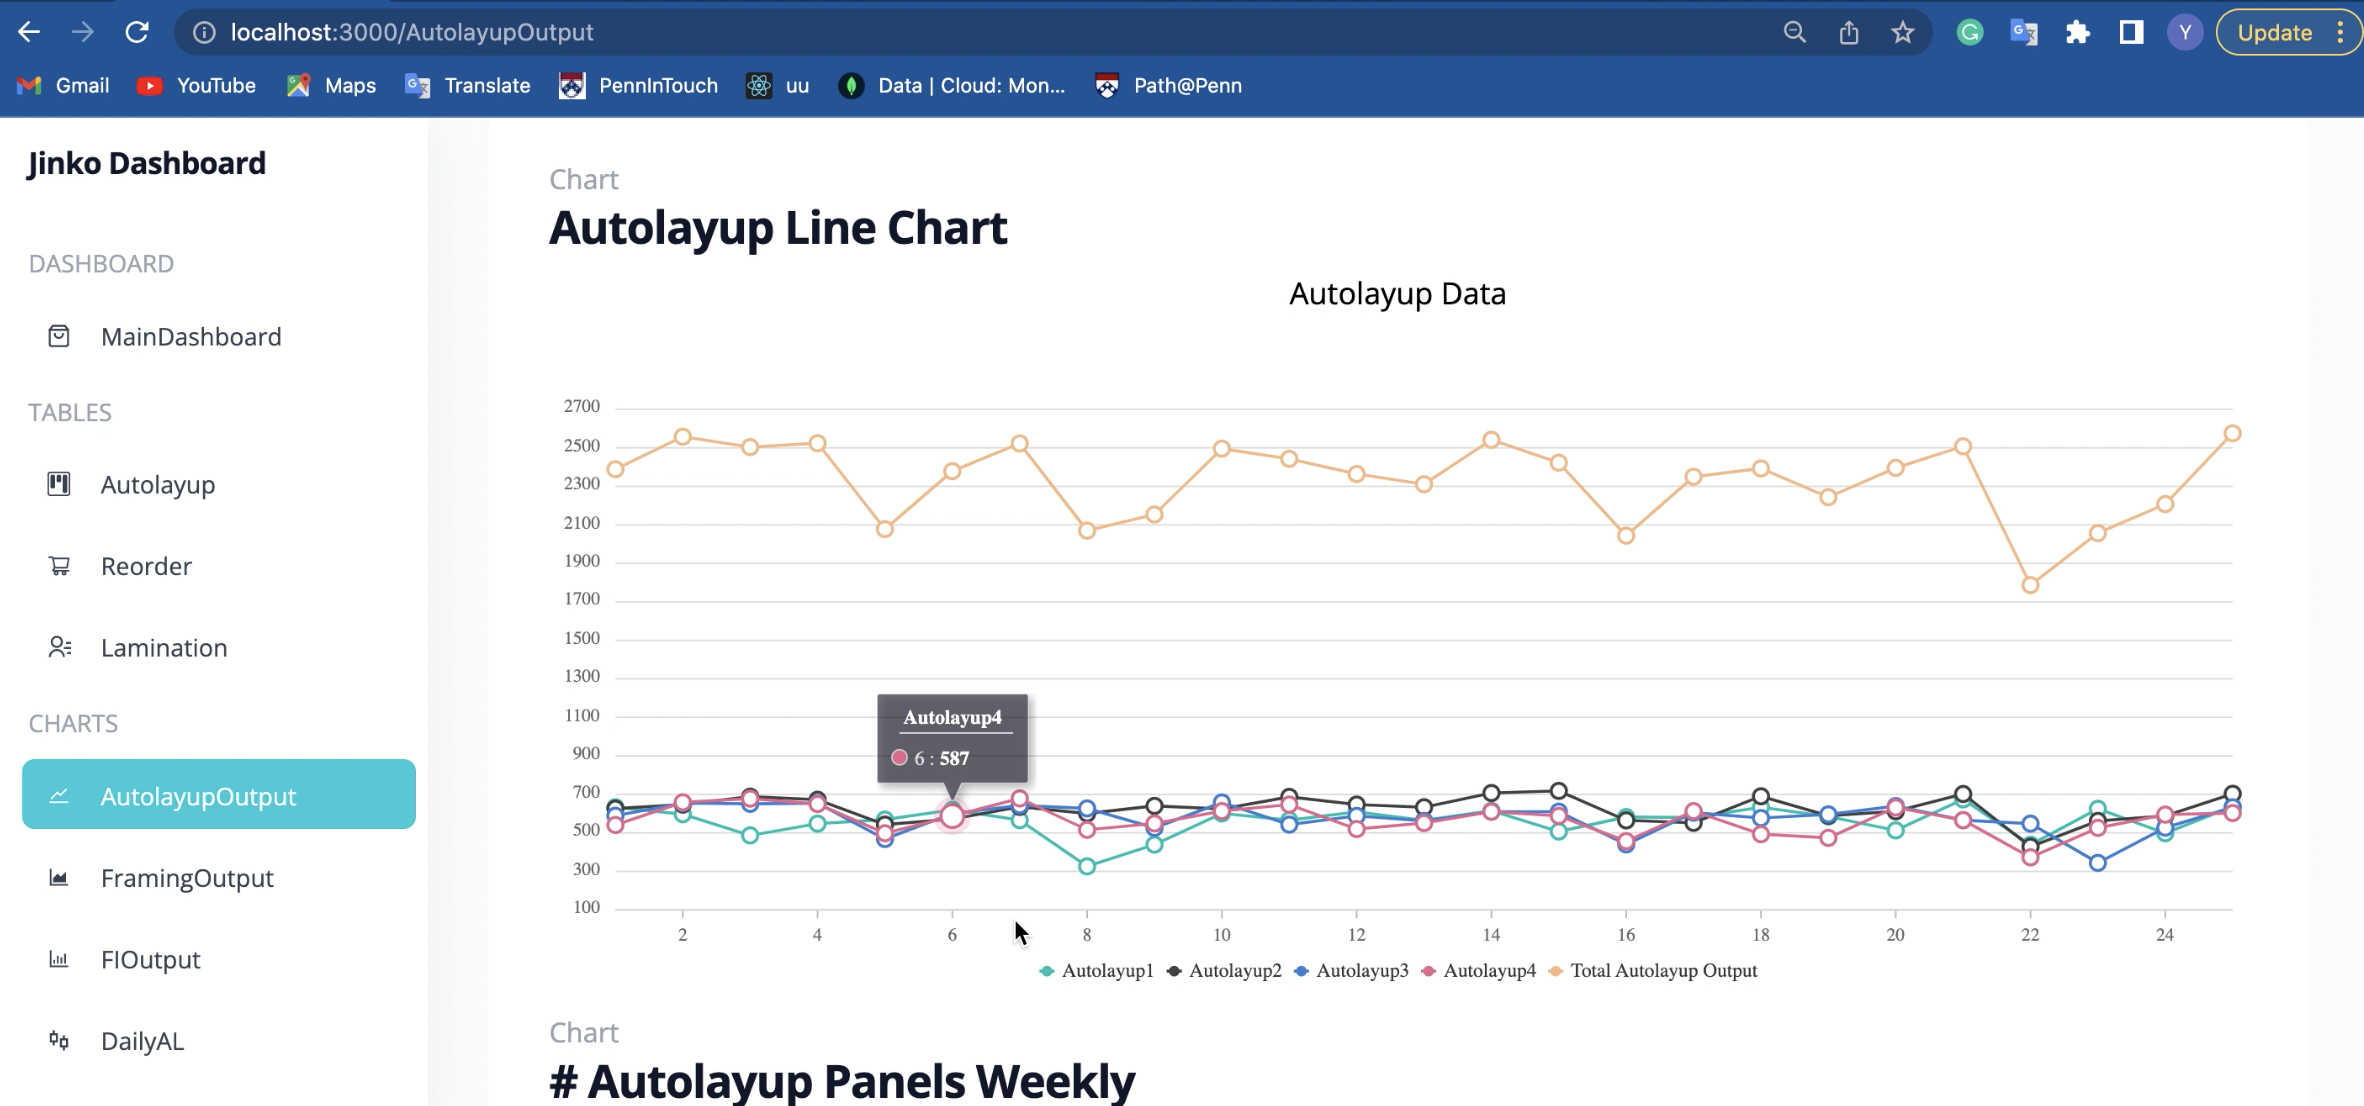 localhost:3000/AutolayupOutput
Y
Update
Gmail YouTube Maps Translate PennInTouch uu Data | Cloud: Mon... Path@Penn
Jinko Dashboard
DASHBOARD
MainDashboard
TABLES
Autolayup
Reorder
Lamination
CHARTS
AutolayupOutput
FramingOutput
FIOutput
DailyAL
Chart
Autolayup Line Chart
Autolayup Data
2700
2500
2300
2100
1900
1700
1500
1300
1100
900
700
500
300
100
Autolayup4
6 : 587
2 4 6 8 10 12 14 16 18 20 22 24
Autolayup1 Autolayup2 Autolayup3 Autolayup4 Total Autolayup Output
Chart
# Autolayup Panels Weekly